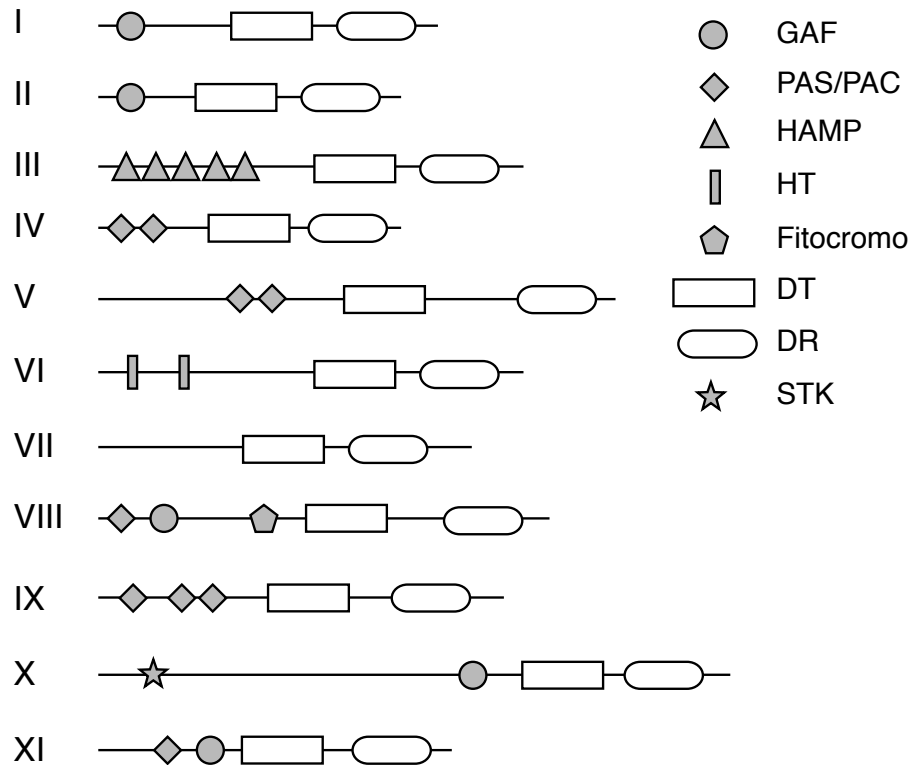 I
II
III
IV
V
VI
VII
VIII
IX
X
XI
GAF
PAS/PAC
HAMP
HT
Fitocromo
DT
DR
STK